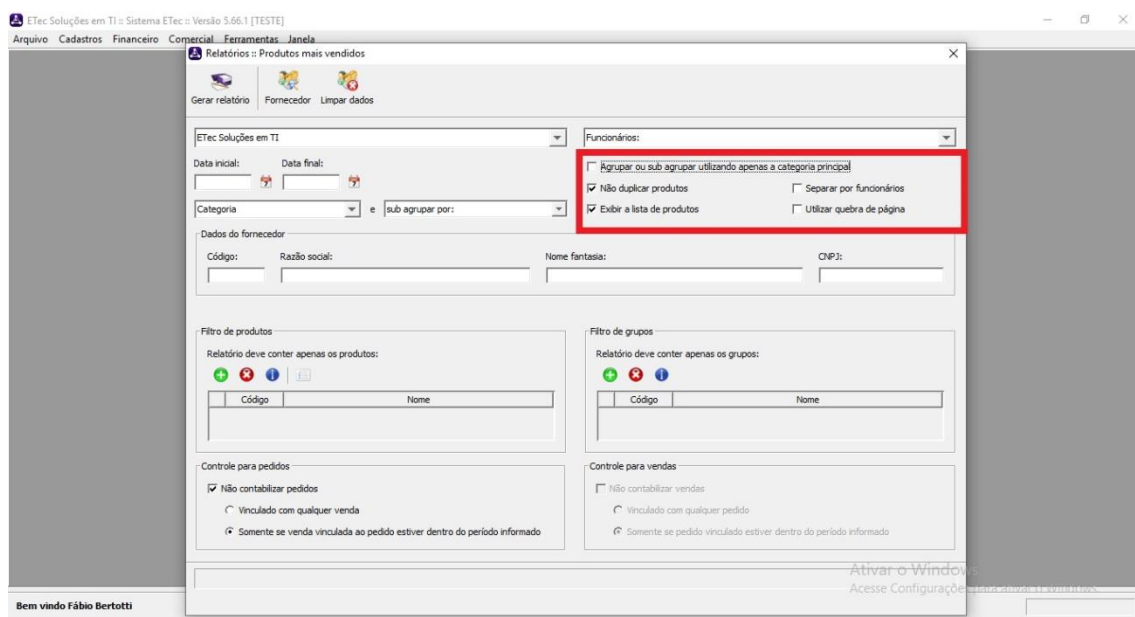 ETec Soluções em TI :: Sistema ETec :: Versão 5.66.1 [TESTE]
Arquivo Cadastros Financeiro Comercial Ferramentas Janela
Relatórios :: Produtos mais vendidos
Gerar relatório Fornecedor Limpar dados
ETec Soluções em TI
Funcionários:
Data inicial: Data final:
Agrupar ou sub agrupar utilizando apenas a categoria principal
Não duplicar produtos Separar por funcionários
Categoria e sub agrupar por:
Exibir a lista de produtos Utilizar quebra de página
Dados do fornecedor
Código: Razão social: Nome fantasia: CNPJ:
Filtro de produtos
Relatório deve conter apenas os produtos:
Código Nome
Filtro de grupos
Relatório deve conter apenas os grupos:
Código Nome
Controle para pedidos
Não contabilizar pedidos
Vinculado com qualquer venda
Somente se venda vinculada ao pedido estiver dentro do período informado
Controle para vendas
Não contabilizar vendas
Vinculado com qualquer pedido
Somente se pedido vinculado estiver dentro do período informado
Ativar o Windows
Acesse Configurações para ativar o Windows.
Bem vindo Fábio Bertotti